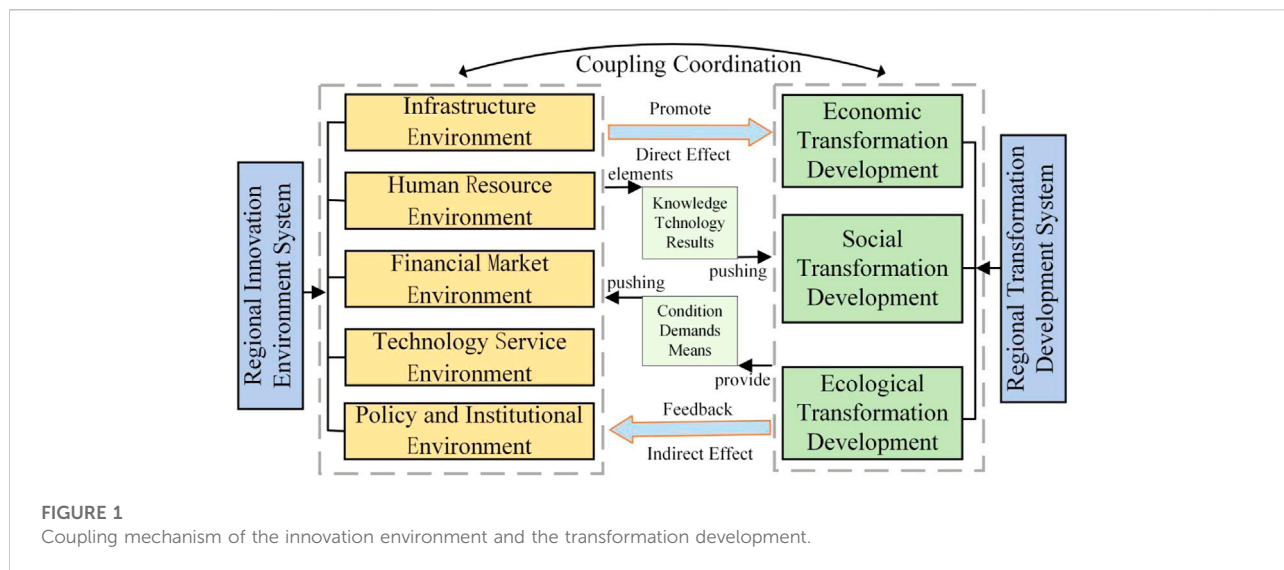 Coupling Coordination
Regional Innovation
Environment System
Infrastructure
Environment
Human Resource
Environment
Financial Market
Environment
Technology Service
Environment
Policy and Institutional
Environment
Promote
Direct Effect
elements
Knowledge
Tchnology
Results
pushing
pushing
Condition
Demands
Means
provide
Feedback
Indirect Effect
Economic
Transformation
Development
Social
Transformation
Development
Ecological
Transformation
Development
Regional Transformation
Development System
FIGURE 1
Coupling mechanism of the innovation environment and the transformation development.